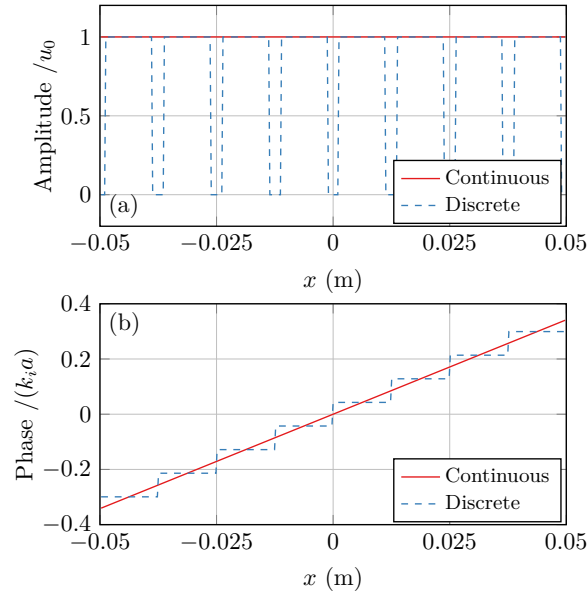 Amplitude /u₀
1
0.5
0
(a)
Continuous
Discrete
−0.05
−0.025
0
0.025
0.05
x (m)
Phase /(kᵢa)
0.4
0.2
0
−0.2
−0.4
(b)
Continuous
Discrete
−0.05
−0.025
0
0.025
0.05
x (m)